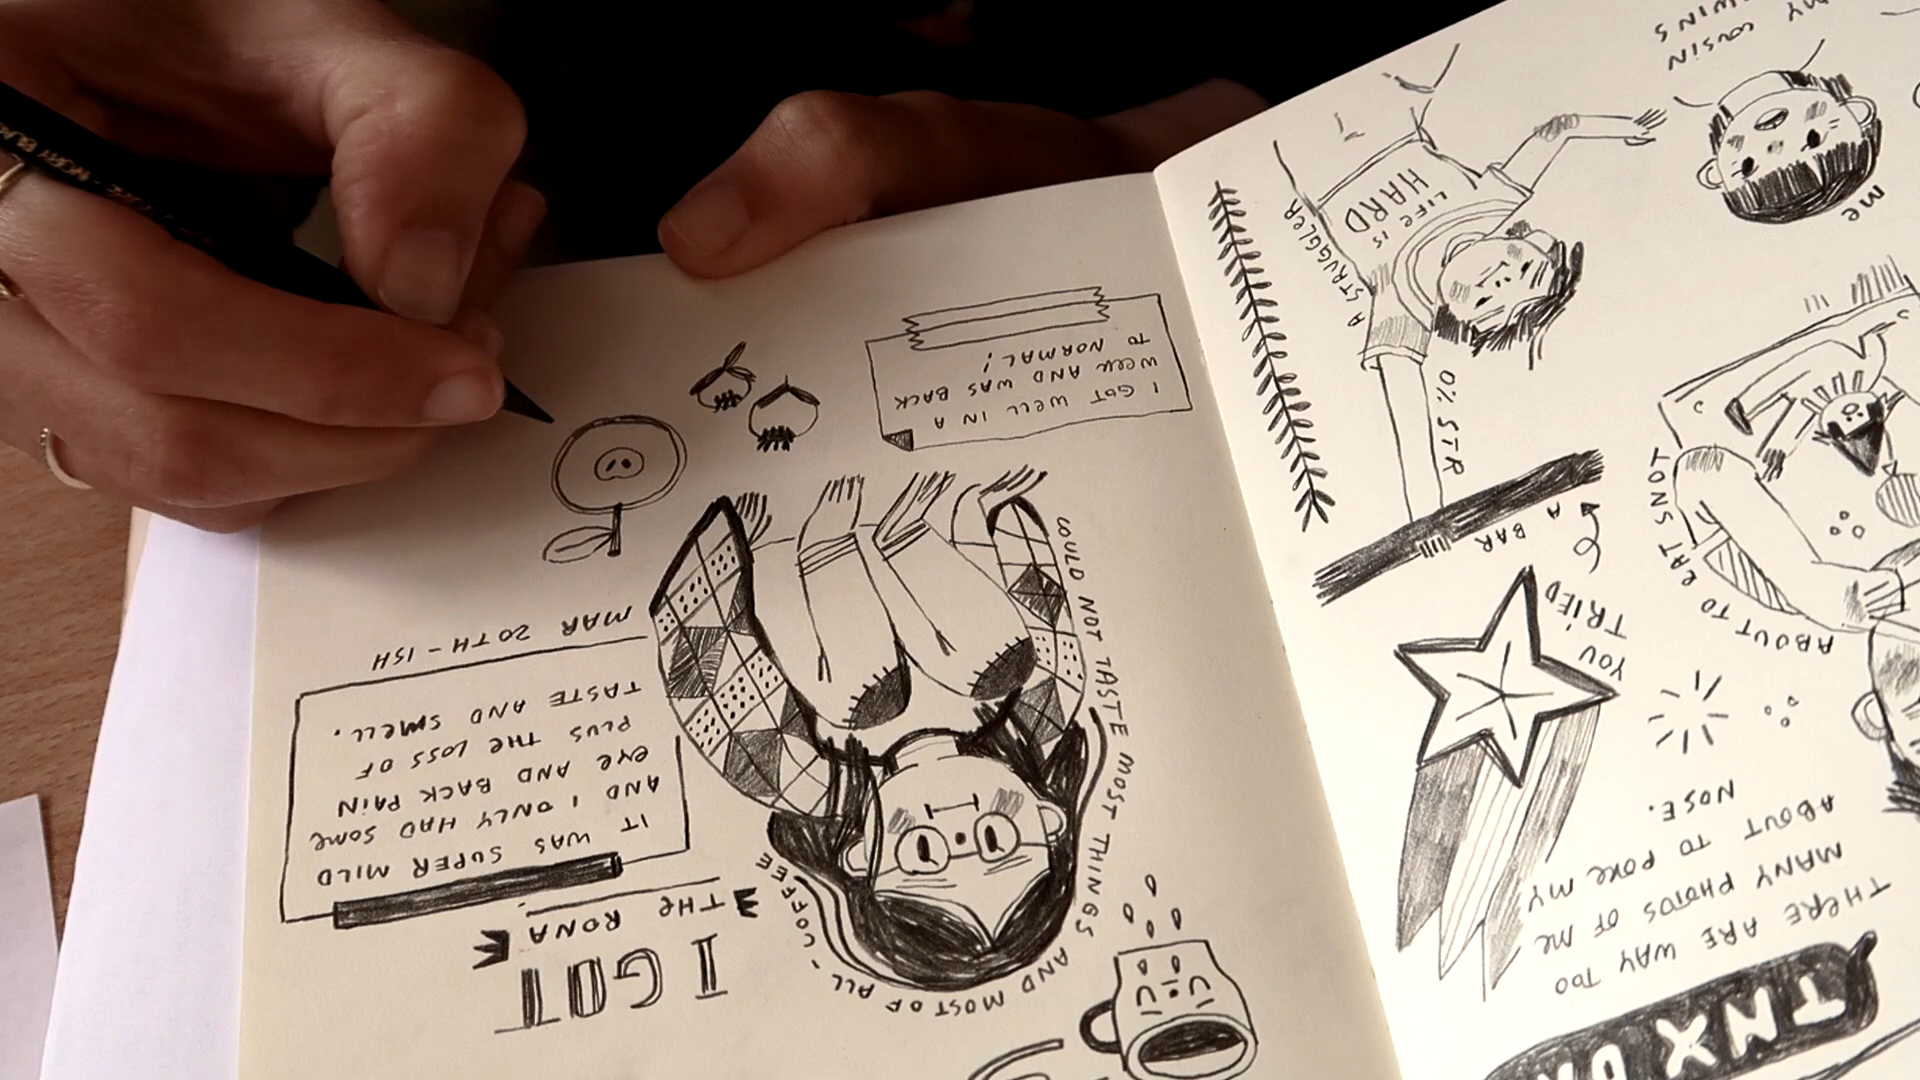 I GOT
THE RONA
IT WAS SUPER MILD
AND I ONLY HAD SOME
EYE AND BACK PAIN
PLUS THE LOSS OF
TASTE AND SMELL.
MAR 20TH-ISH
COULD NOT TASTE MOST THINGS AND MOST OF ALL - COFFEE
I GOT WELL IN A
WEEK AND WAS BACK
TO NORMAL!
TNX
THERE ARE WAY TOO
MANY PHOTOS OF ME
ABOUT TO POKE MY
NOSE.
YOU
TRIED
A BAR
0% STR
A STRUGGLER
LIFE IS
HARD
ABOUT TO EAT SNOT
ME
MY COUSIN